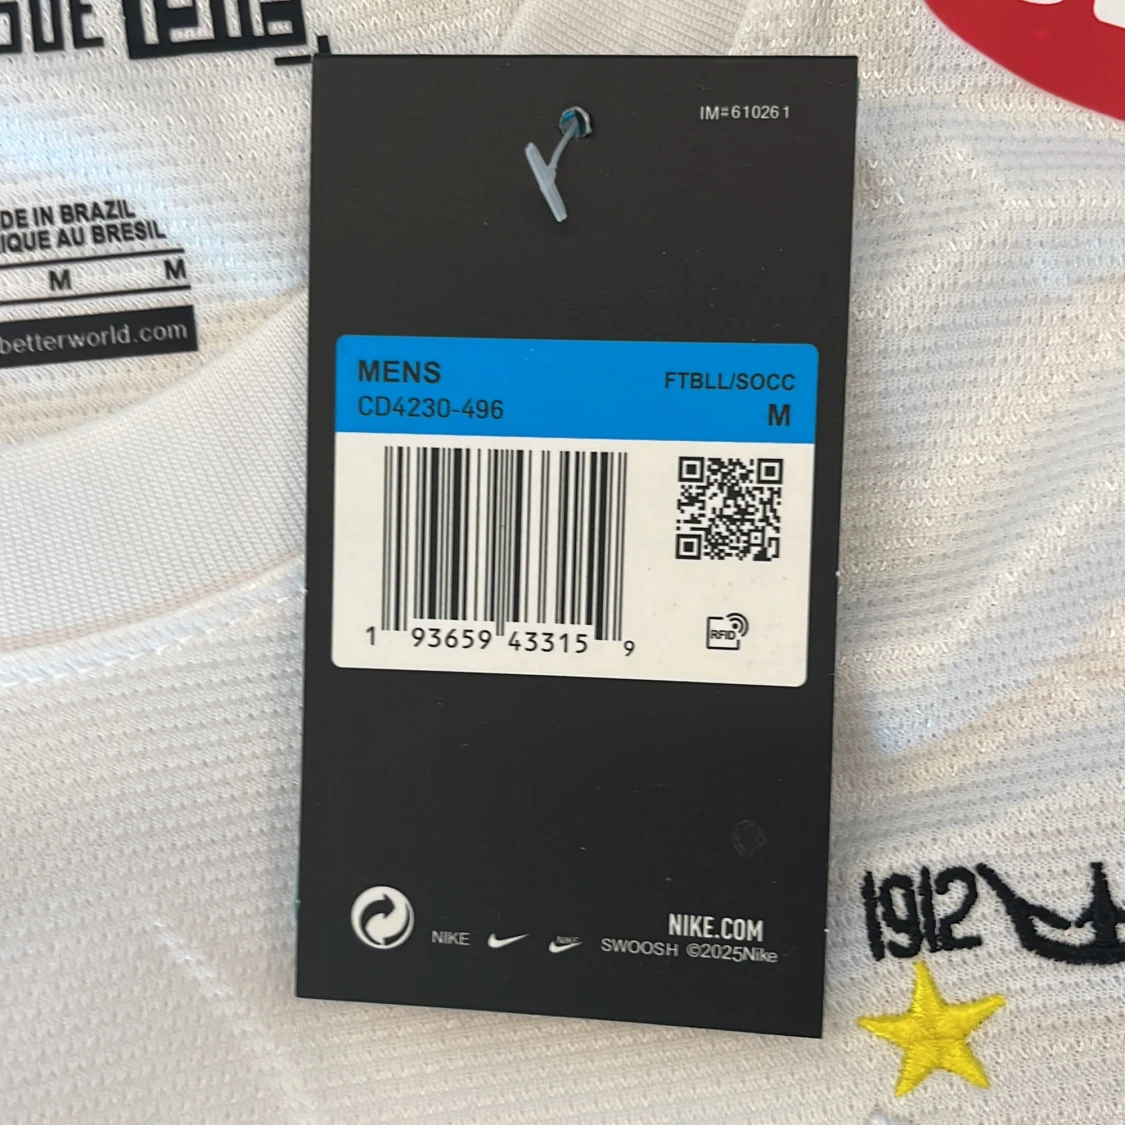 IM#610261
DE IN BRAZIL
IQUE AU BRESIL
M M
betterworld.com
MENS
FTBLL/SOCC
CD4230-496
M
1 93659 43315 9
RFID
NIKE
NIKE
NIKE.COM
SWOOSH ©2025Nike
1912